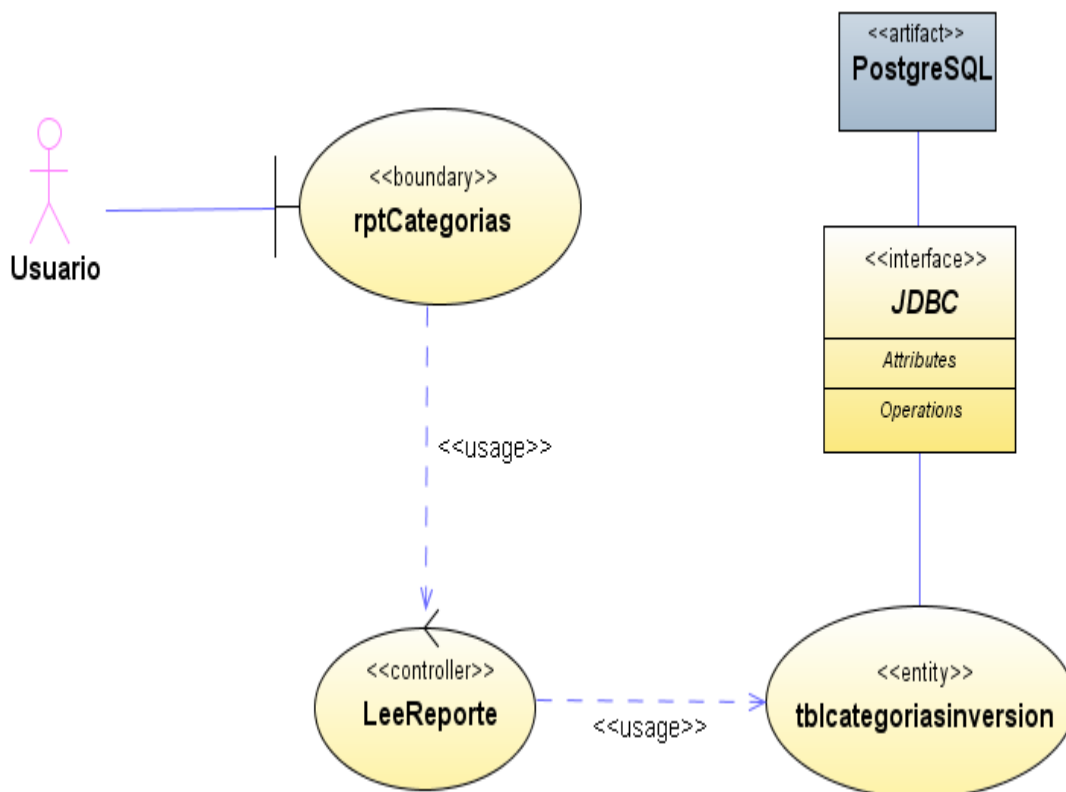 <<artifact>>
PostgreSQL
<<boundary>>
rptCategorias
Usuario
<<interface>>
JDBC
Attributes
Operations
<<usage>>
<<controller>>
LeeReporte
<<usage>>
<<entity>>
tblcategoriasinversion